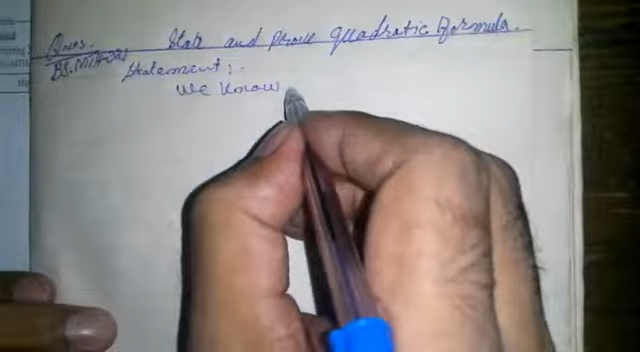 Ques. State and prove Quadratic Formula.
Statement:-
We know